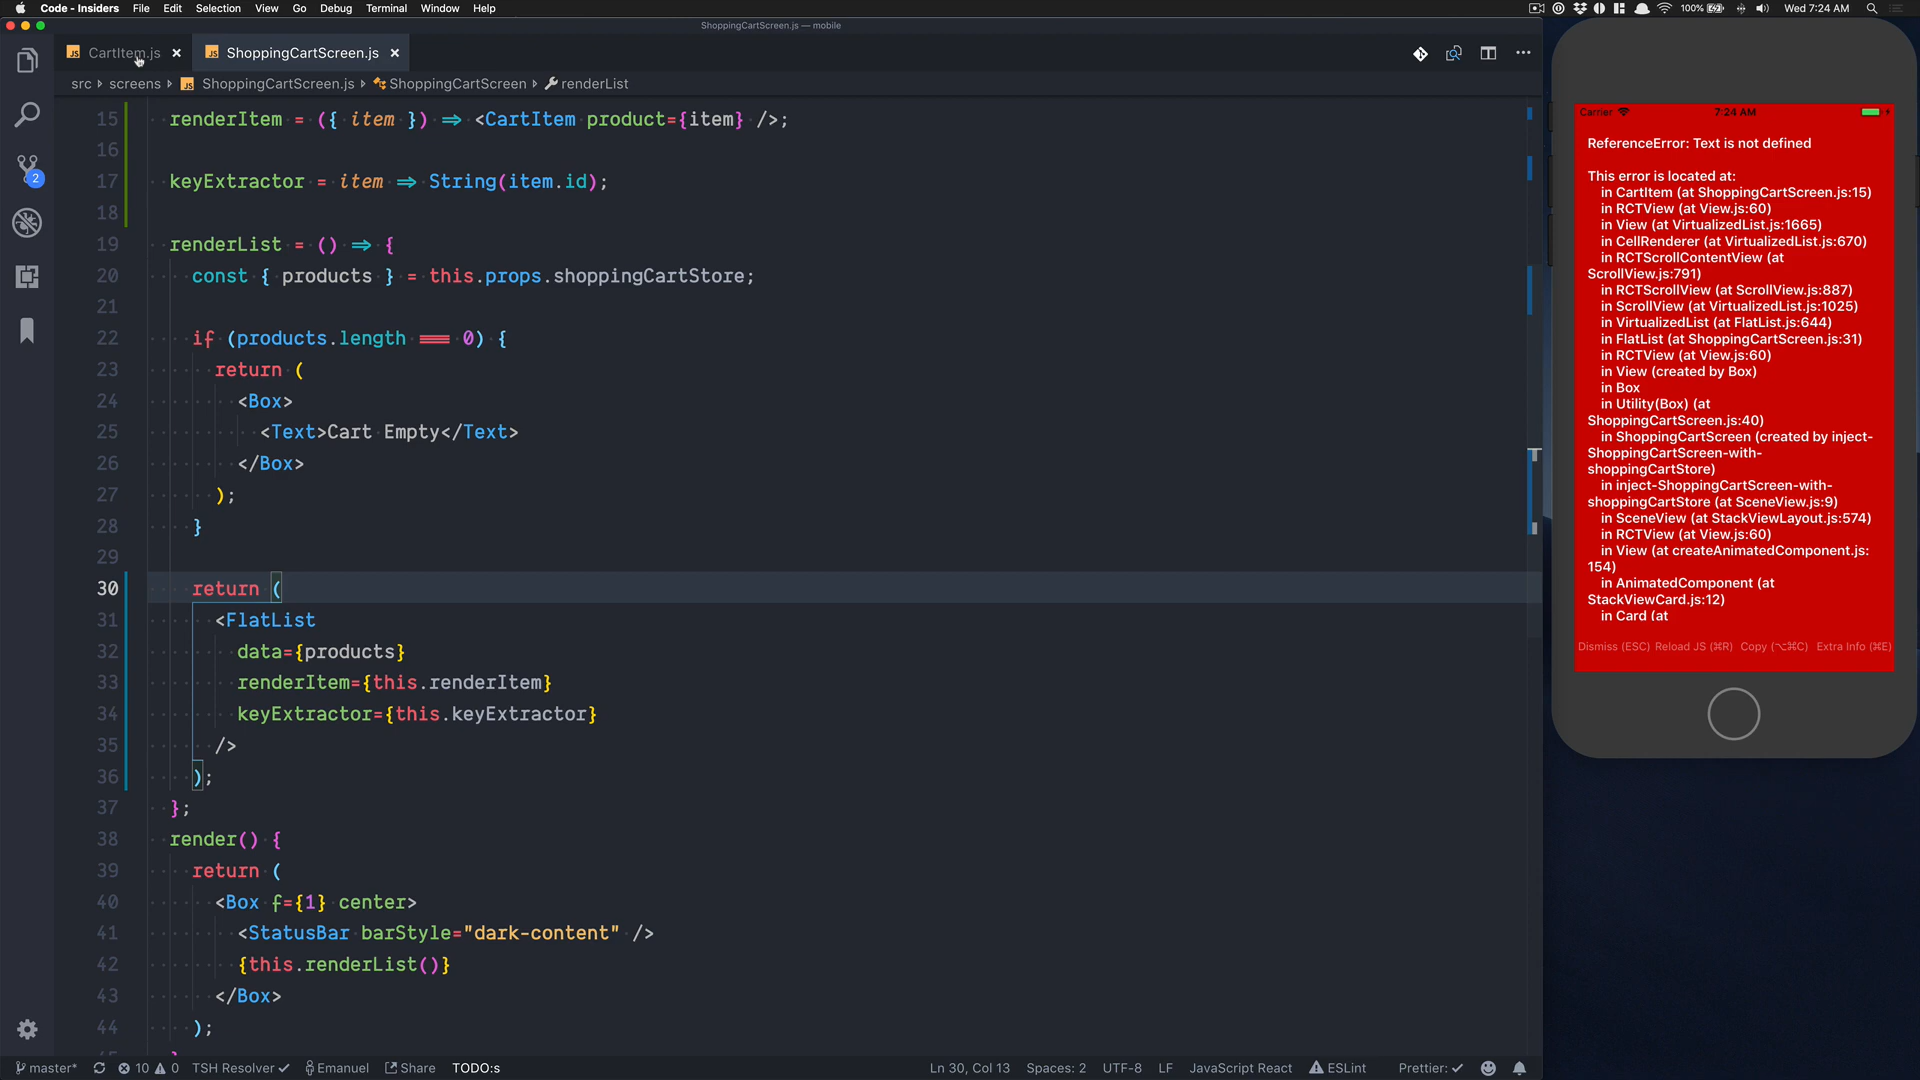 Code - Insiders File Edit Selection View Go Debug Terminal Window Help
100% Wed 7:24 AM
ShoppingCartScreen.js — mobile
JS CartItem.js × JS ShoppingCartScreen.js ×
src screens JS ShoppingCartScreen.js ShoppingCartScreen renderList
15 renderItem = ({ item }) => <CartItem product={item} />;
16
17 keyExtractor = item => String(item.id);
18
19 renderList = () => {
20 const { products } = this.props.shoppingCartStore;
21
22 if (products.length === 0) {
23 return (
24 <Box>
25 <Text>Cart Empty</Text>
26 </Box>
27 );
28 }
29
30 return (
31 <FlatList
32 data={products}
33 renderItem={this.renderItem}
34 keyExtractor={this.keyExtractor}
35 />
36 );
37 };
38 render() {
39 return (
40 <Box f={1} center>
41 <StatusBar barStyle="dark-content" />
42 {this.renderList()}
43 </Box>
44 );
2
master* 10 0 TSH Resolver Emanuel Share TODO:s
Ln 30, Col 13 Spaces: 2 UTF-8 LF JavaScript React ESLint Prettier:
Carrier 7:24 AM
ReferenceError: Text is not defined
This error is located at:
in CartItem (at ShoppingCartScreen.js:15)
in RCTView (at View.js:60)
in View (at VirtualizedList.js:1665)
in CellRenderer (at VirtualizedList.js:670)
in RCTScrollContentView (at
ScrollView.js:791)
in RCTScrollView (at ScrollView.js:887)
in ScrollView (at VirtualizedList.js:1025)
in VirtualizedList (at FlatList.js:644)
in FlatList (at ShoppingCartScreen.js:31)
in RCTView (at View.js:60)
in View (created by Box)
in Box
in Utility(Box) (at
ShoppingCartScreen.js:40)
in ShoppingCartScreen (created by inject-
ShoppingCartScreen-with-
shoppingCartStore)
in inject-ShoppingCartScreen-with-
shoppingCartStore (at SceneView.js:9)
in SceneView (at StackViewLayout.js:574)
in RCTView (at View.js:60)
in View (at createAnimatedComponent.js:
154)
in AnimatedComponent (at
StackViewCard.js:12)
in Card (at
Dismiss (ESC) Reload JS (⌘R) Copy (⌥⌘C) Extra Info (⌘E)